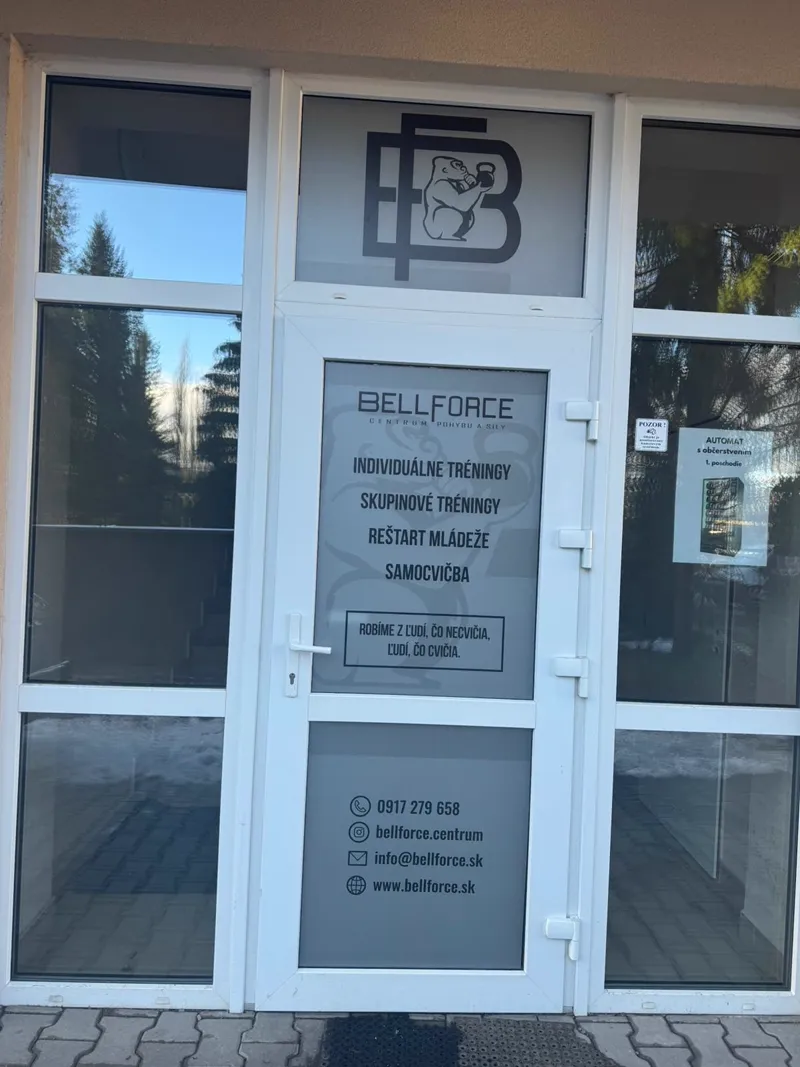 BELLFORCE
CENTRUM POHYBU A SILY
INDIVIDUÁLNE TRÉNINGY
SKUPINOVÉ TRÉNINGY
REŠTART MLÁDEŽE
SAMOCVIČBA
ROBÍME Z ĽUDÍ, ČO NECVIČIA,
ĽUDÍ, ČO CVIČIA.
0917 279 658
bellforce.centrum
info@bellforce.sk
www.bellforce.sk
POZOR!
AUTOMAT
s občerstvením
1. poschodie